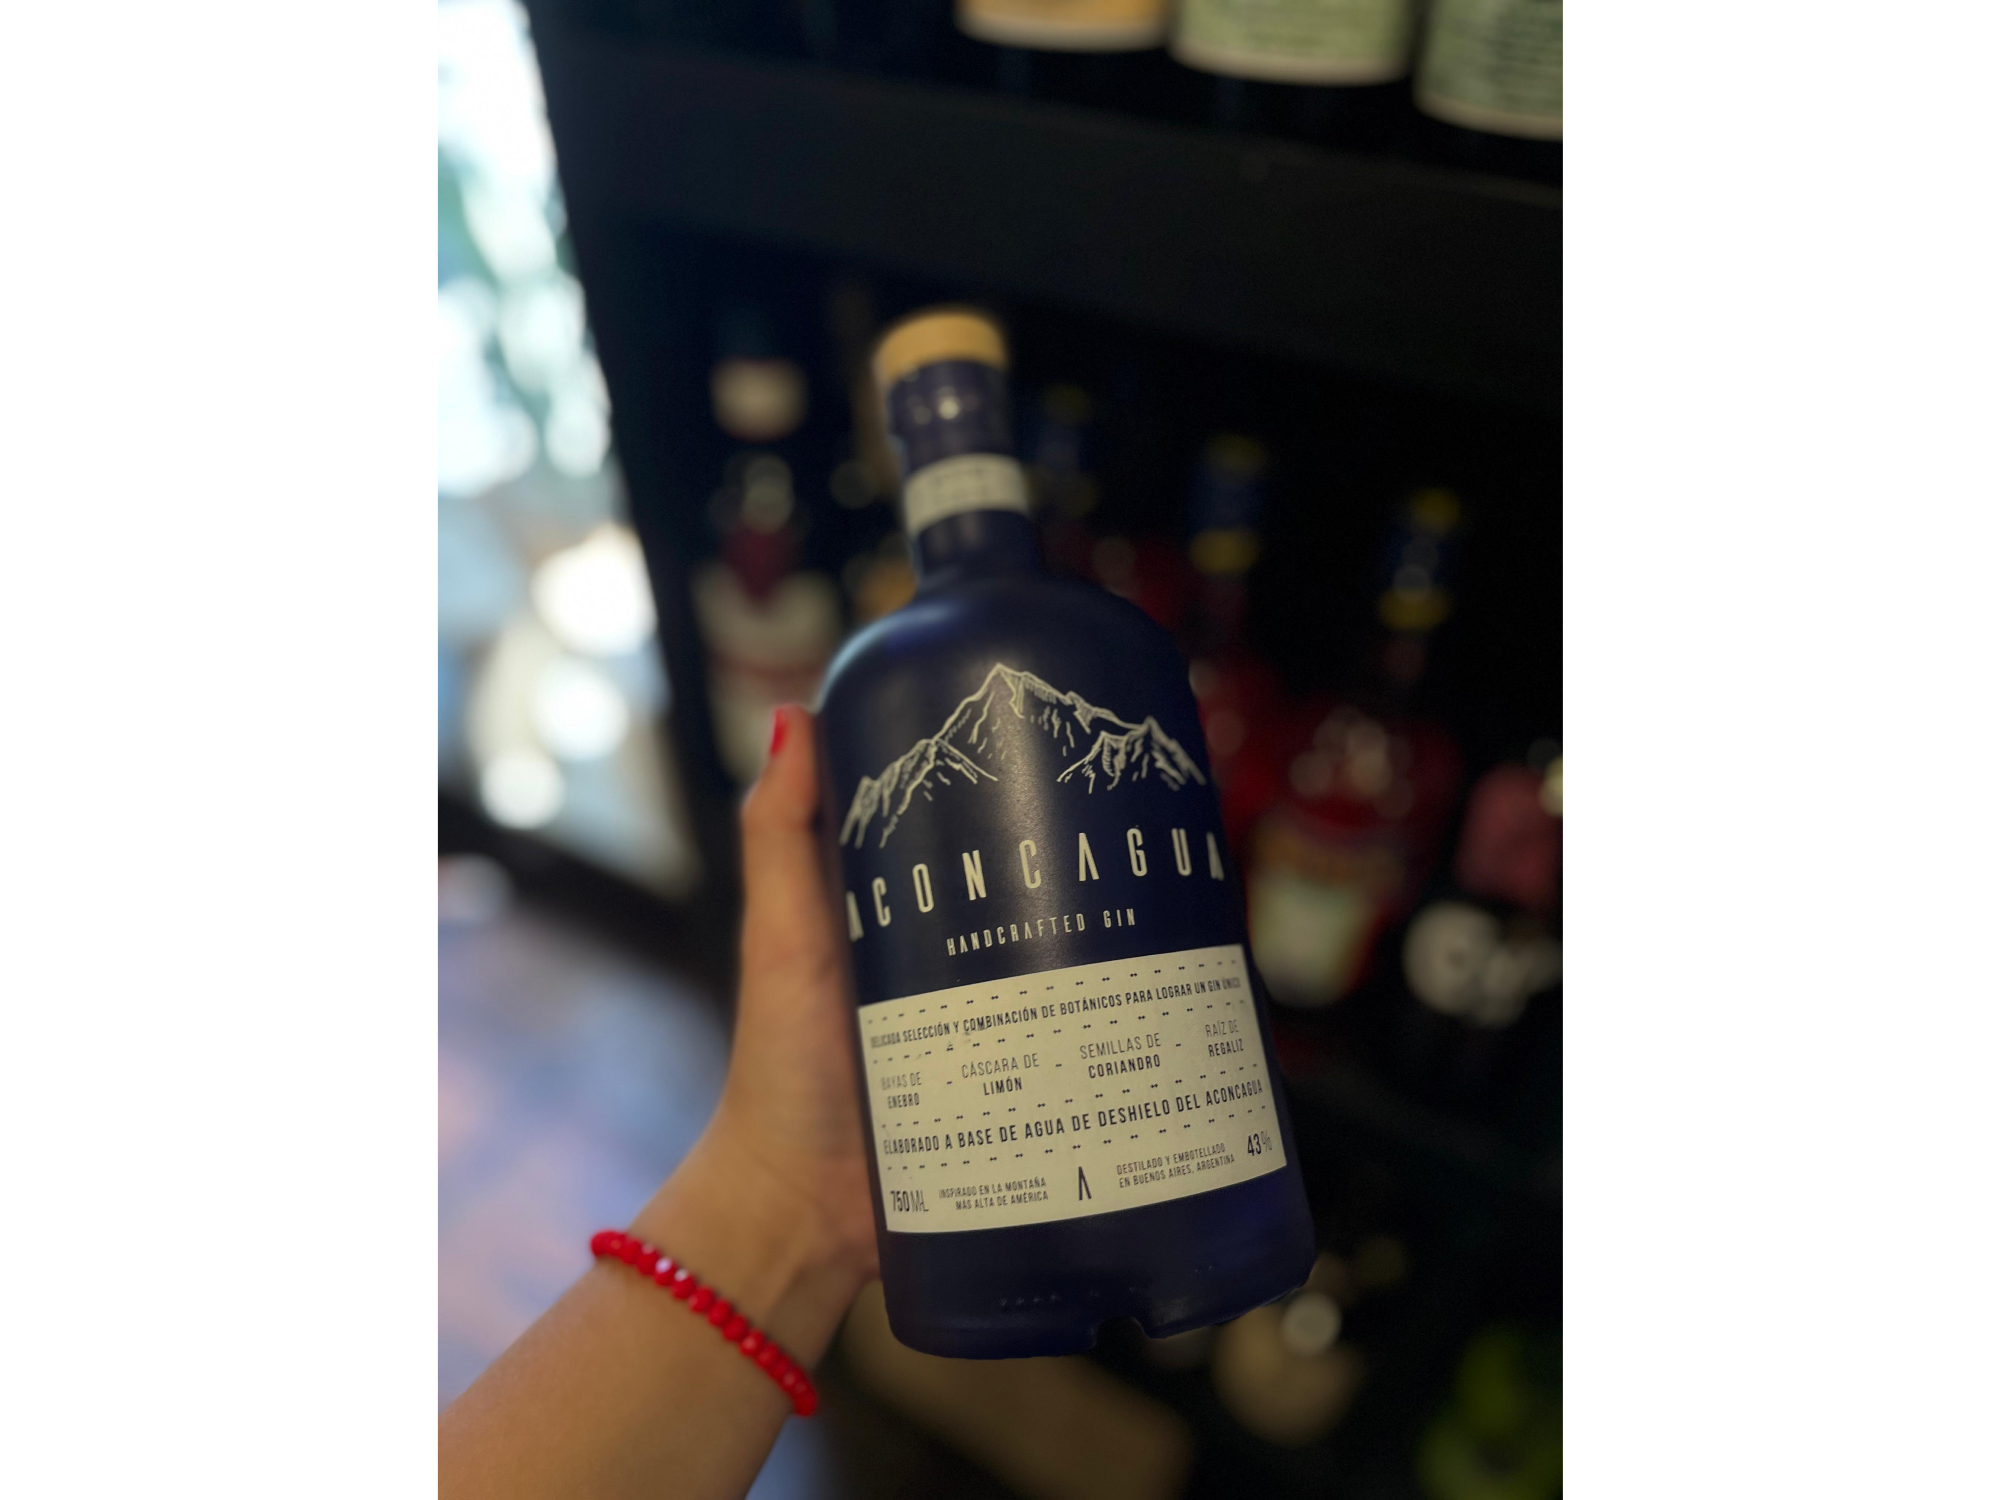 ACONCAGUA
HANDCRAFTED GIN
DELICADA SELECCIÓN Y COMBINACIÓN DE BOTÁNICOS PARA LOGRAR UN GIN ÚNICO
BAYAS DE
ENEBRO
-
CÁSCARA DE
LIMÓN
-
SEMILLAS DE
CORIANDRO
-
RAÍZ DE
REGALIZ
ELABORADO A BASE DE AGUA DE DESHIELO DEL ACONCAGUA
750 ML
INSPIRADO EN LA MONTAÑA
MÁS ALTA DE AMÉRICA
DESTILADO Y EMBOTELLADO
EN BUENOS AIRES, ARGENTINA
43%